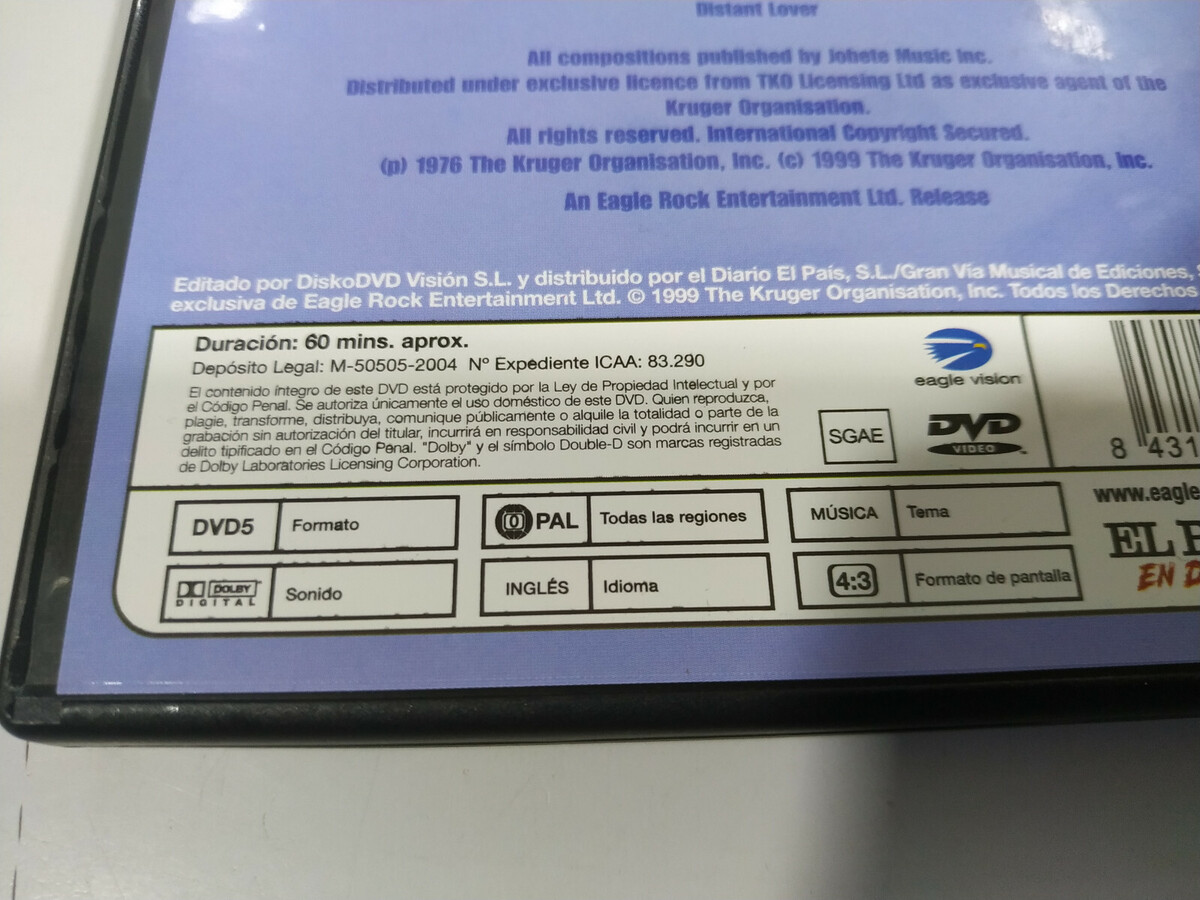 Distant Lover
All compositions published by Jobete Music Inc.
Distributed under exclusive licence from TKO Licensing Ltd as exclusive agent of the
Kruger Organisation.
All rights reserved. International Copyright Secured.
(p) 1976 The Kruger Organisation, Inc. (c) 1999 The Kruger Organisation, Inc.
An Eagle Rock Entertainment Ltd. Release
Editado por DiskoDVD Visión S.L. y distribuido por el Diario El País, S.L./Gran Vía Musical de Ediciones,
exclusiva de Eagle Rock Entertainment Ltd. © 1999 The Kruger Organisation, Inc. Todos los Derechos
Duración: 60 mins. aprox.
Depósito Legal: M-50505-2004 Nº Expediente ICAA: 83.290
El contenido íntegro de este DVD está protegido por la Ley de Propiedad Intelectual y por
el Código Penal. Se autoriza únicamente el uso doméstico de este DVD. Quien reproduzca,
plagie, transforme, distribuya, comunique públicamente o alquile la totalidad o parte de la
grabación sin autorización del titular, incurrirá en responsabilidad civil y podrá incurrir en un
delito tipificado en el Código Penal. "Dolby" y el símbolo Double-D son marcas registradas
de Dolby Laboratories Licensing Corporation.
eagle vision
SGAE
DVD
VIDEO
8 431
DVD5 Formato
0 PAL Todas las regiones
MÚSICA Tema
www.eagle
DOLBY
DIGITAL
Sonido
INGLÉS Idioma
4:3 Formato de pantalla
EL
EN